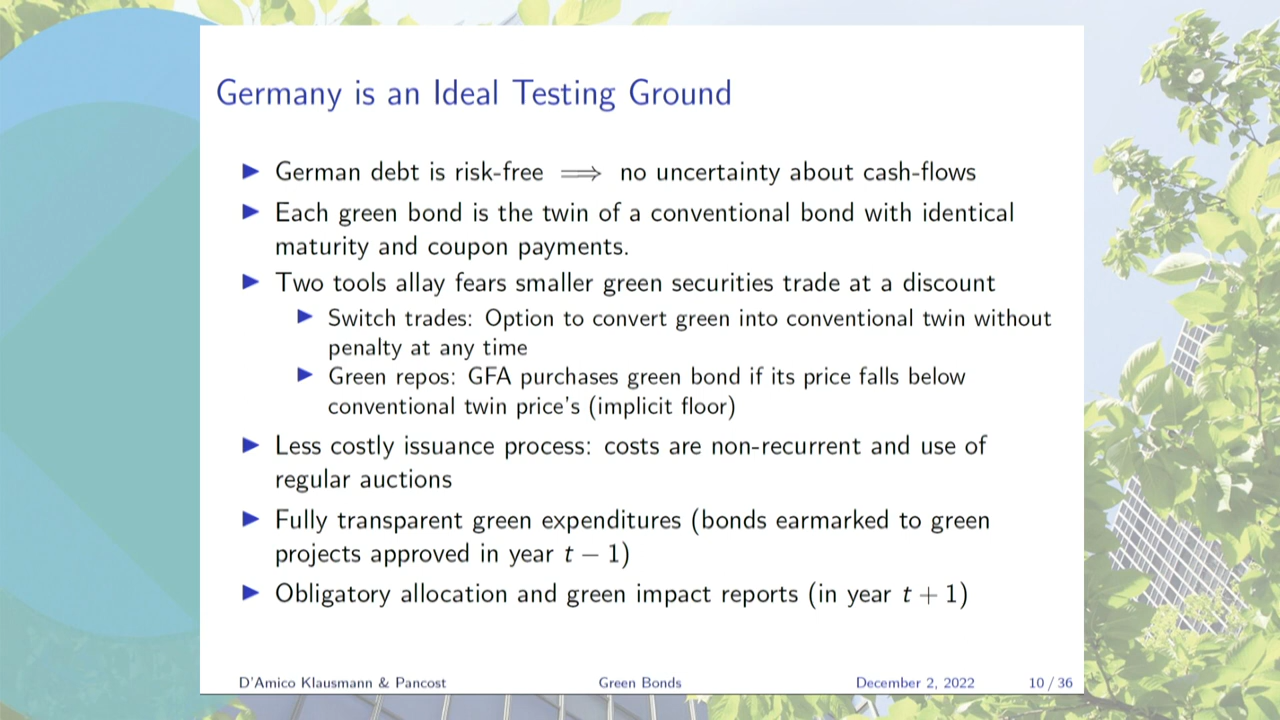 Germany is an Ideal Testing Ground
▶ German debt is risk-free ⟹ no uncertainty about cash-flows
▶ Each green bond is the twin of a conventional bond with identical
maturity and coupon payments.
▶ Two tools allay fears smaller green securities trade at a discount
▶ Switch trades: Option to convert green into conventional twin without
penalty at any time
▶ Green repos: GFA purchases green bond if its price falls below
conventional twin price's (implicit floor)
▶ Less costly issuance process: costs are non-recurrent and use of
regular auctions
▶ Fully transparent green expenditures (bonds earmarked to green
projects approved in year t − 1)
▶ Obligatory allocation and green impact reports (in year t + 1)
D'Amico Klausmann & Pancost Green Bonds December 2, 2022 10 / 36